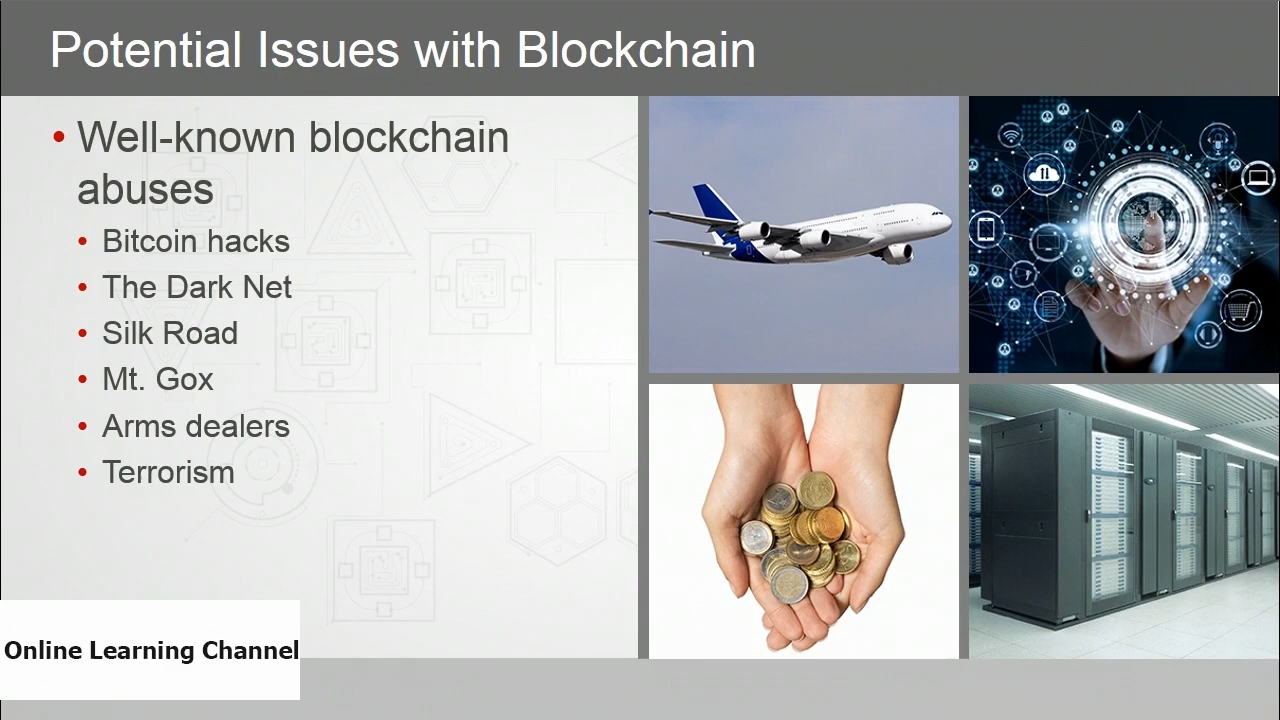 Potential Issues with Blockchain
• Well-known blockchain
abuses
• Bitcoin hacks
• The Dark Net
• Silk Road
• Mt. Gox
• Arms dealers
• Terrorism
Online Learning Channel